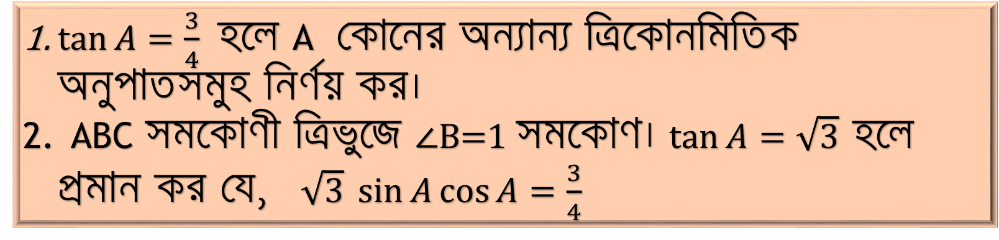 1. tan A = 3/4 হলে A কোনের অন্যান্য ত্রিকোনমিতিক
অনুপাতসমুহ নির্ণয় কর।
2. ABC সমকোণী ত্রিভুজে ∠B=1 সমকোণ। tan A = √3 হলে
প্রমান কর যে, √3 sin A cos A = 3/4